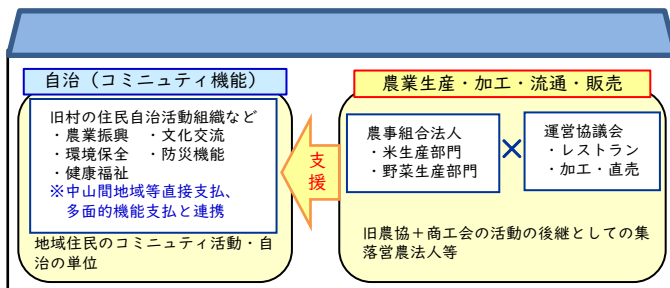 自治（コミニュティ機能）
旧村の住民自治活動組織など
・農業振興　・文化交流
・環境保全　・防災機能
・健康福祉
※中山間地域等直接支払、
多面的機能支払と連携
地域住民のコミュニティ活動・自
治の単位
支
援
農業生産・加工・流通・販売
農事組合法人
・米生産部門
・野菜生産部門
×
運営協議会
・レストラン
・加工・直売
旧農協＋商工会の活動の後継としての集
落営農法人等